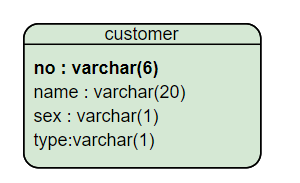 customer
no : varchar(6)
name : varchar(20)
sex : varchar(1)
type:varchar(1)